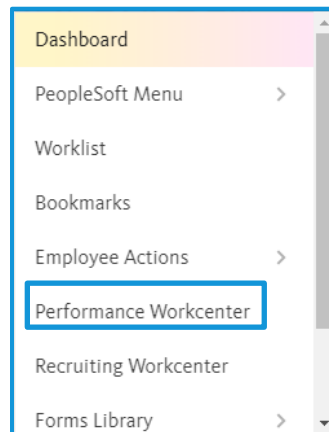 Dashboard
PeopleSoft Menu
Worklist
Bookmarks
Employee Actions
Performance Workcenter
Recruiting Workcenter
Forms Library